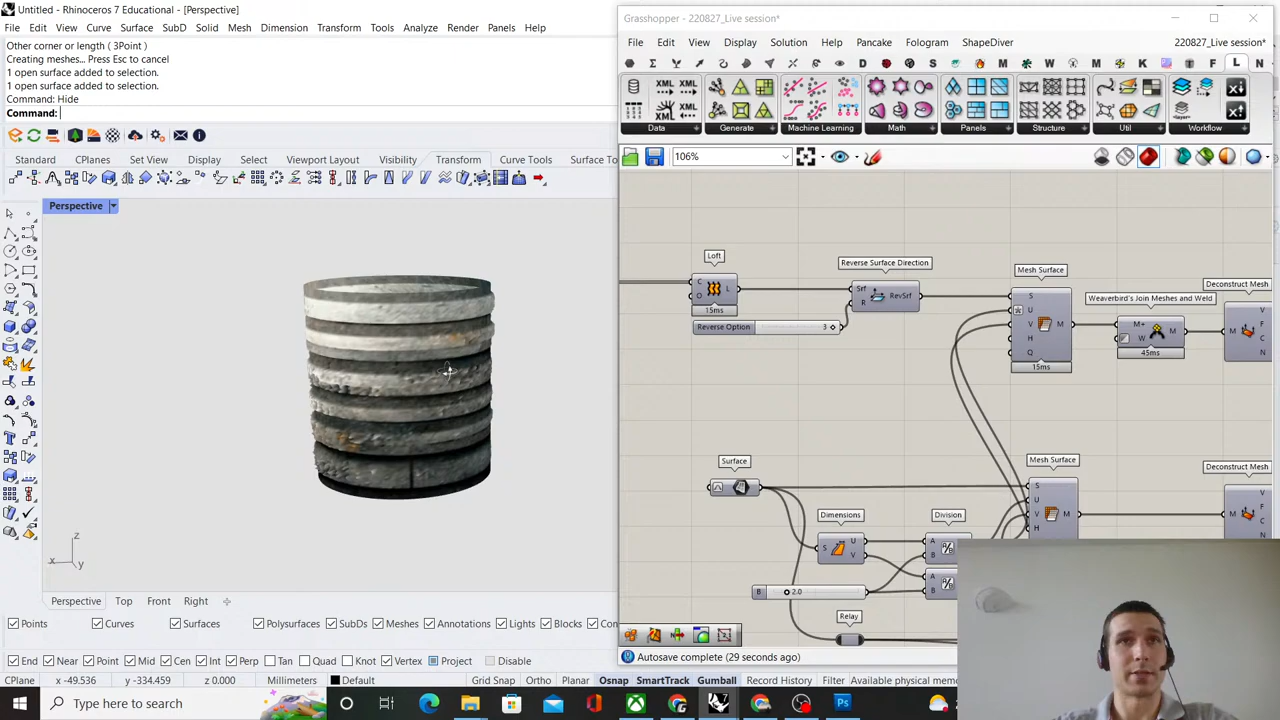 Untitled - Rhinoceros 7 Educational - [Perspective]
File Edit View Curve Surface SubD Solid Mesh Dimension Transform Tools Analyze Render Panels Help
Other corner or length ( 3Point )
Creating meshes... Press Esc to cancel
1 open surface added to selection.
1 open surface added to selection.
Command: Hide
Command:
Standard CPlanes Set View Display Select Viewport Layout Visibility Transform Curve Tools Surface To
Perspective
z
x
y
Perspective Top Front Right
Points Curves Surfaces Polysurfaces SubDs Meshes Annotations Lights Blocks Con
End Near Point Mid Cen Int Perp Tan Quad Knot Vertex Project Disable
CPlane x -49.536 y -334.459 z 0.000 Millimeters Default Grid Snap Ortho Planar Osnap SmartTrack Gumball Record History Filter Available physical memory
Type here to search
Grasshopper - 220827_Live session*
File Edit View Display Solution Help Pancake Fologram ShapeDiver 220827_Live session*
Data Generate Machine Learning Math Panels Structure Util Workflow
106%
Loft
C
O
L
15ms
Reverse Surface Direction
Srf
R
RevSrf
Reverse Option 3
Mesh Surface
S
U
V
H
Q
M
15ms
Weaverbird's Join Meshes and Weld
M+
W
M
45ms
Deconstruct Mesh
M
V
F
C
N
Surface
Dimensions
S
U
V
Division
A
B
A
B
B 2.0
Relay
Mesh Surface
S
U
V
H
M
Deconstruct Mesh
M
V
F
C
Autosave complete (29 seconds ago)